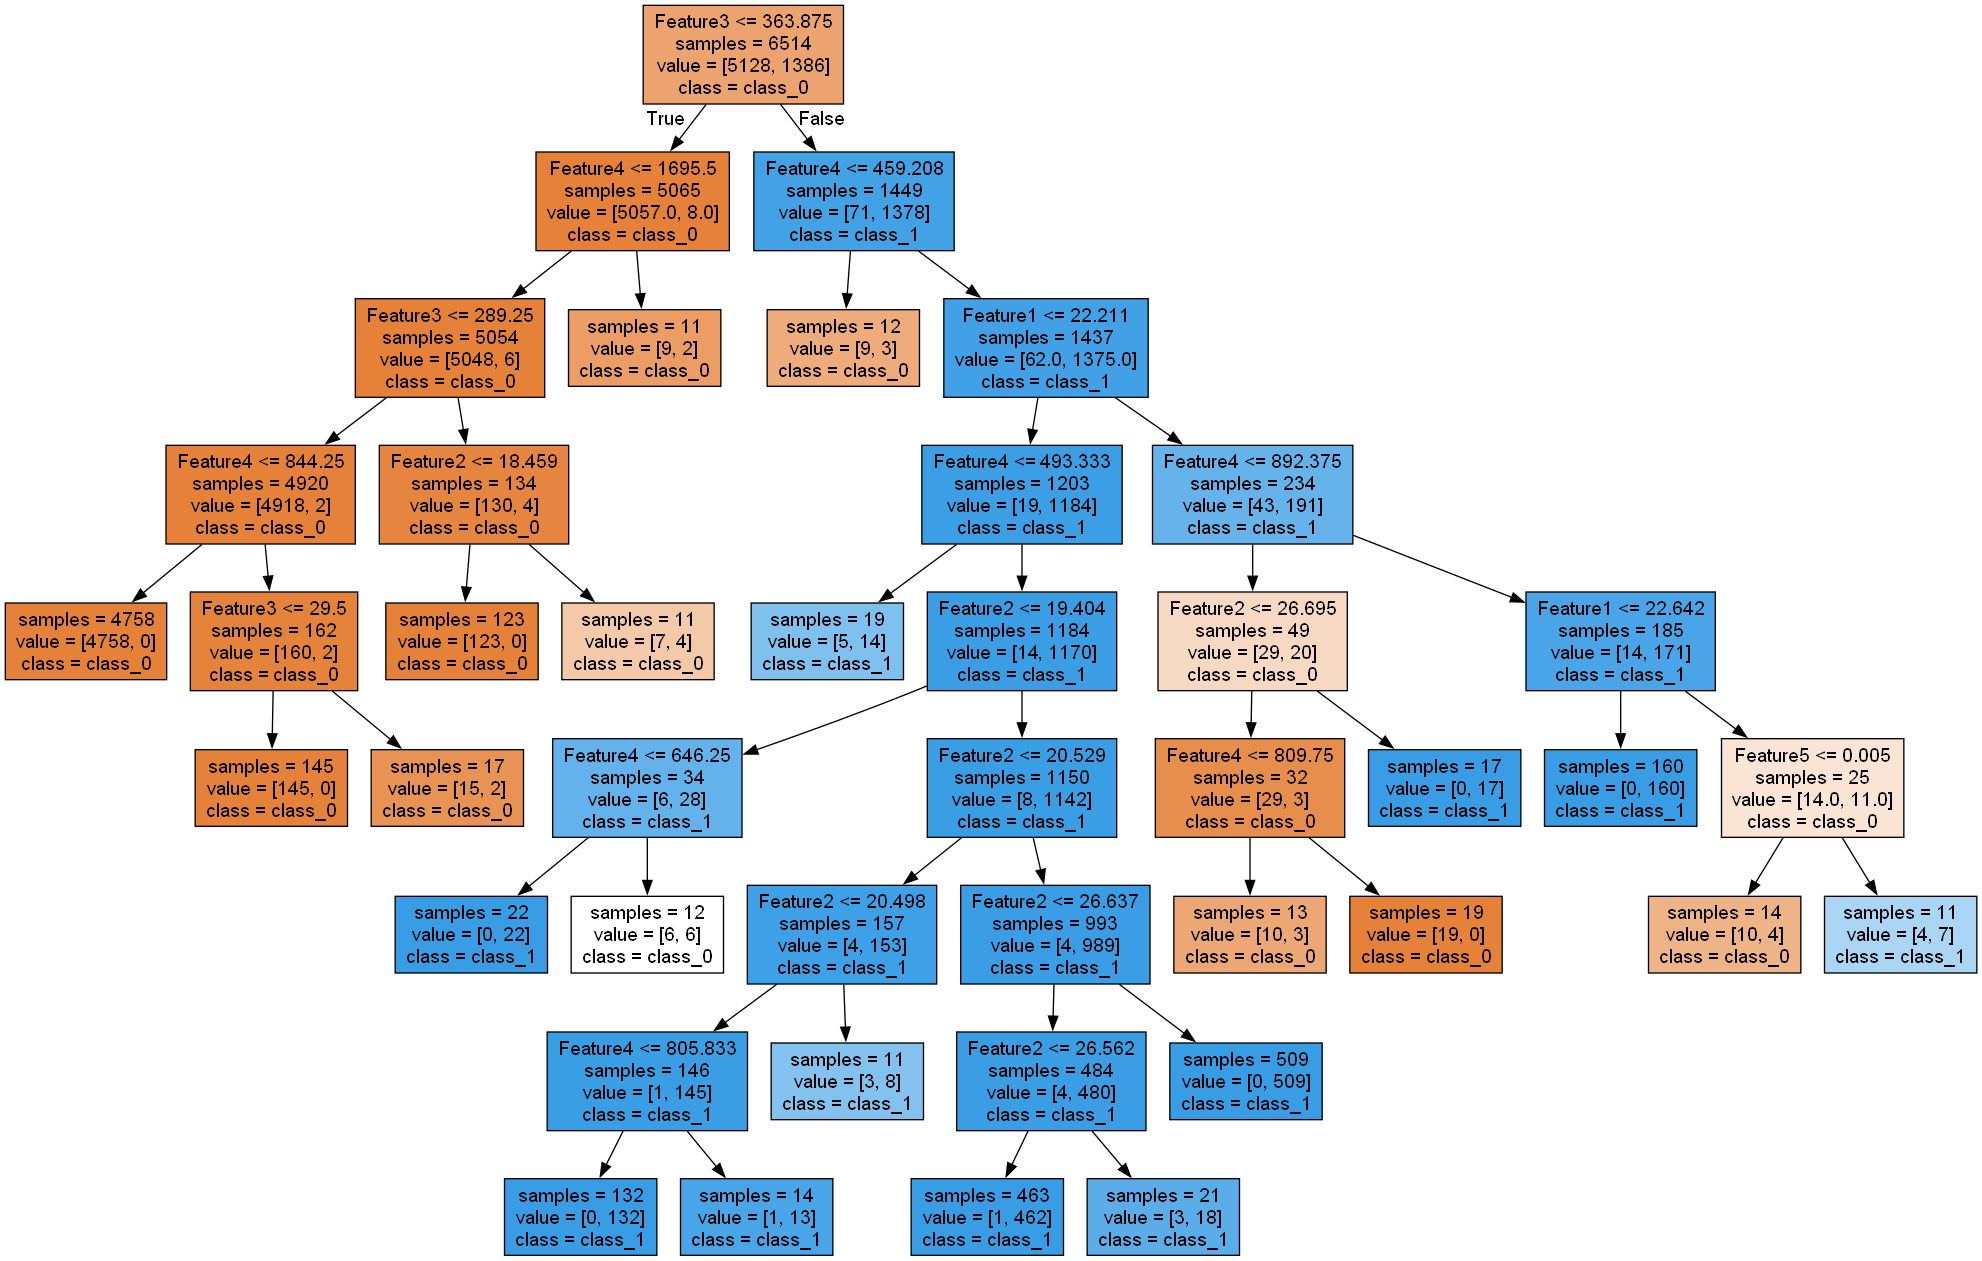 Feature3 <= 363.875
samples = 6514
value = [5128, 1386]
class = class_0
True
False
Feature4 <= 1695.5
samples = 5065
value = [5057.0, 8.0]
class = class_0
Feature4 <= 459.208
samples = 1449
value = [71, 1378]
class = class_1
Feature3 <= 289.25
samples = 5054
value = [5048, 6]
class = class_0
samples = 11
value = [9, 2]
class = class_0
samples = 12
value = [9, 3]
class = class_0
Feature1 <= 22.211
samples = 1437
value = [62.0, 1375.0]
class = class_1
Feature4 <= 844.25
samples = 4920
value = [4918, 2]
class = class_0
Feature2 <= 18.459
samples = 134
value = [130, 4]
class = class_0
Feature4 <= 493.333
samples = 1203
value = [19, 1184]
class = class_1
Feature4 <= 892.375
samples = 234
value = [43, 191]
class = class_1
samples = 4758
value = [4758, 0]
class = class_0
Feature3 <= 29.5
samples = 162
value = [160, 2]
class = class_0
samples = 123
value = [123, 0]
class = class_0
samples = 11
value = [7, 4]
class = class_0
samples = 19
value = [5, 14]
class = class_1
Feature2 <= 19.404
samples = 1184
value = [14, 1170]
class = class_1
Feature2 <= 26.695
samples = 49
value = [29, 20]
class = class_0
Feature1 <= 22.642
samples = 185
value = [14, 171]
class = class_1
samples = 145
value = [145, 0]
class = class_0
samples = 17
value = [15, 2]
class = class_0
Feature4 <= 646.25
samples = 34
value = [6, 28]
class = class_1
Feature2 <= 20.529
samples = 1150
value = [8, 1142]
class = class_1
Feature4 <= 809.75
samples = 32
value = [29, 3]
class = class_0
samples = 17
value = [0, 17]
class = class_1
samples = 160
value = [0, 160]
class = class_1
Feature5 <= 0.005
samples = 25
value = [14.0, 11.0]
class = class_0
samples = 22
value = [0, 22]
class = class_1
samples = 12
value = [6, 6]
class = class_0
Feature2 <= 20.498
samples = 157
value = [4, 153]
class = class_1
Feature2 <= 26.637
samples = 993
value = [4, 989]
class = class_1
samples = 13
value = [10, 3]
class = class_0
samples = 19
value = [19, 0]
class = class_0
samples = 14
value = [10, 4]
class = class_0
samples = 11
value = [4, 7]
class = class_1
Feature4 <= 805.833
samples = 146
value = [1, 145]
class = class_1
samples = 11
value = [3, 8]
class = class_1
Feature2 <= 26.562
samples = 484
value = [4, 480]
class = class_1
samples = 509
value = [0, 509]
class = class_1
samples = 132
value = [0, 132]
class = class_1
samples = 14
value = [1, 13]
class = class_1
samples = 463
value = [1, 462]
class = class_1
samples = 21
value = [3, 18]
class = class_1